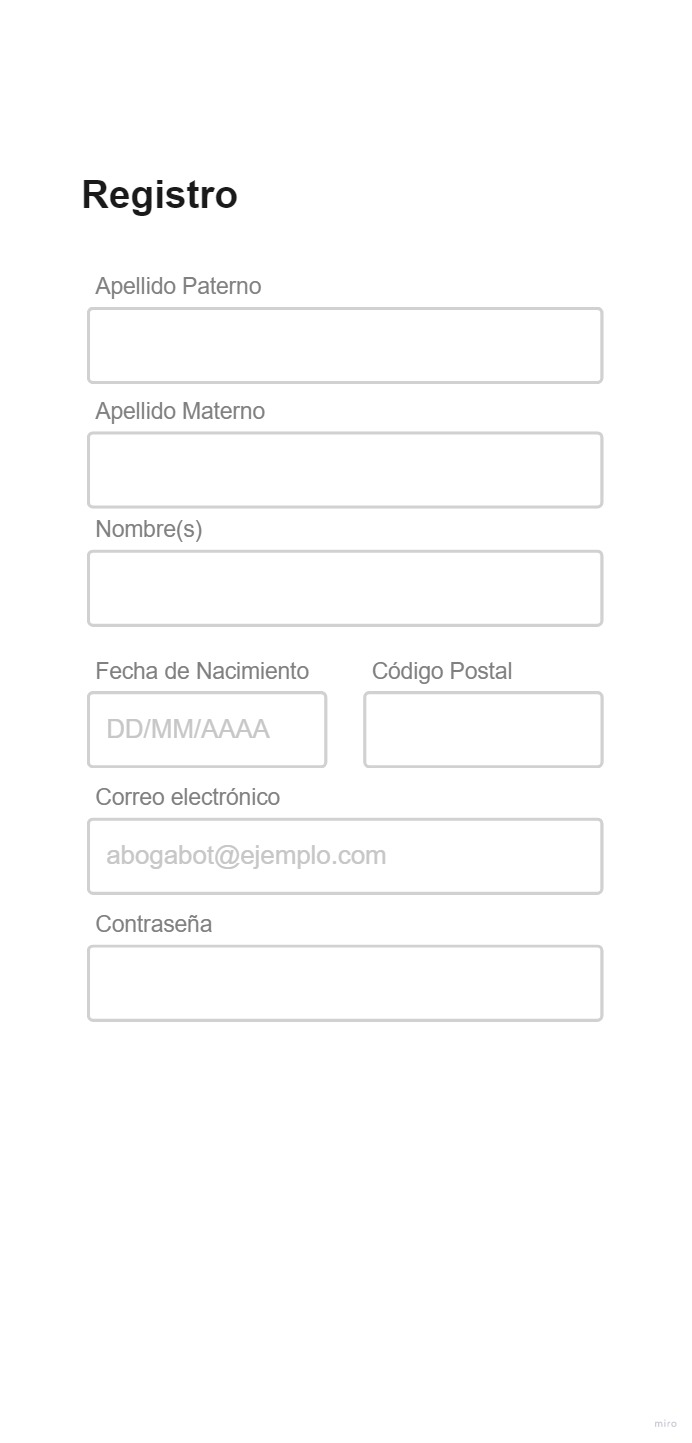 Registro
Apellido Paterno
Apellido Materno
Nombre(s)
Fecha de Nacimiento
Código Postal
DD/MM/AAAA
Correo electrónico
abogabot@ejemplo.com
Contraseña
miro